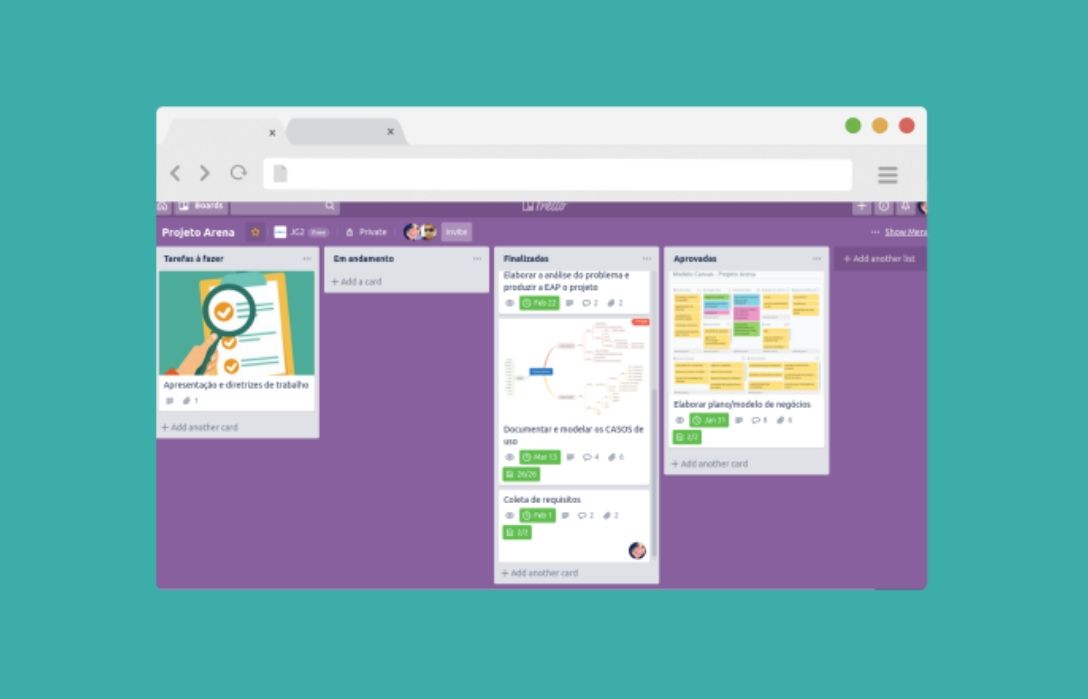 Boards
Trello
Projeto Arena
JG2
Free
Private
Invite
Show Menu
Tarefas à fazer
Apresentação e diretrizes de trabalho
1
+ Add another card
Em andamento
+ Add a card
Finalizadas
Elaborar a análise do problema e
produzir a EAP o projeto
Feb 22
2
2
Documentar e modelar os CASOS de
uso
Mar 13
4
6
26/26
Coleta de requisitos
Feb 1
2
2
2/2
+ Add another card
Aprovadas
Modelo Canvas - Projeto Arena
Elaborar plano/modelo de negócios
Jan 31
8
6
2/2
+ Add another card
+ Add another list